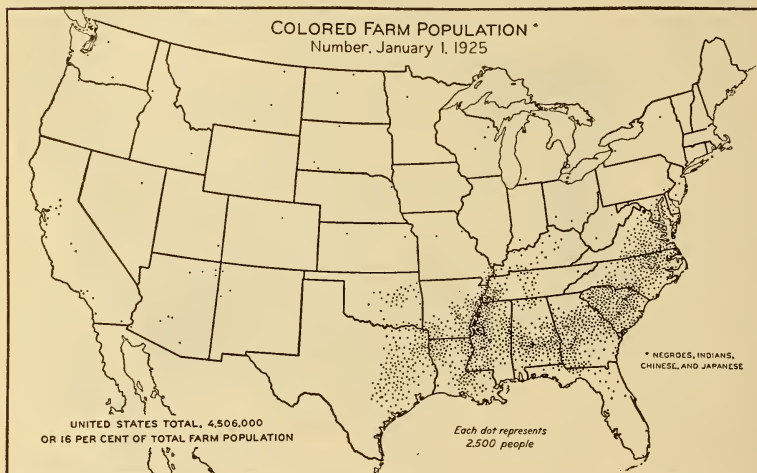 COLORED FARM POPULATION*
Number, January 1, 1925
* NEGROES, INDIANS,
CHINESE, AND JAPANESE
UNITED STATES TOTAL, 4,506,000
OR 16 PER CENT OF TOTAL FARM POPULATION
Each dot represents
2,500 people